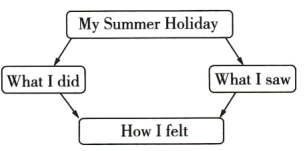 My Summer Holiday
What I did
What I saw
How I felt